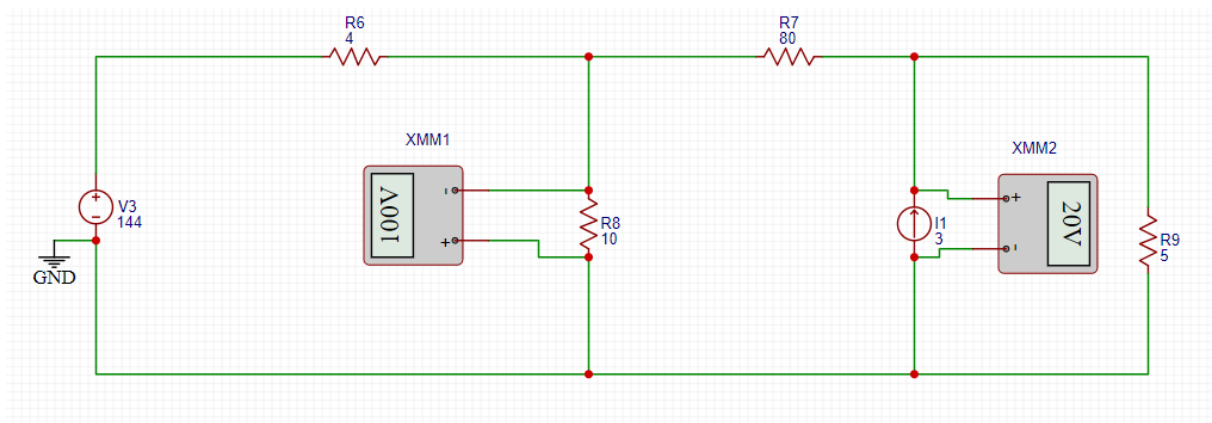 R6
4
R7
80
XMM1
-
100V
+
XMM2
+
20V
-
+
-
V3
144
GND
R8
10
I1
3
R9
5